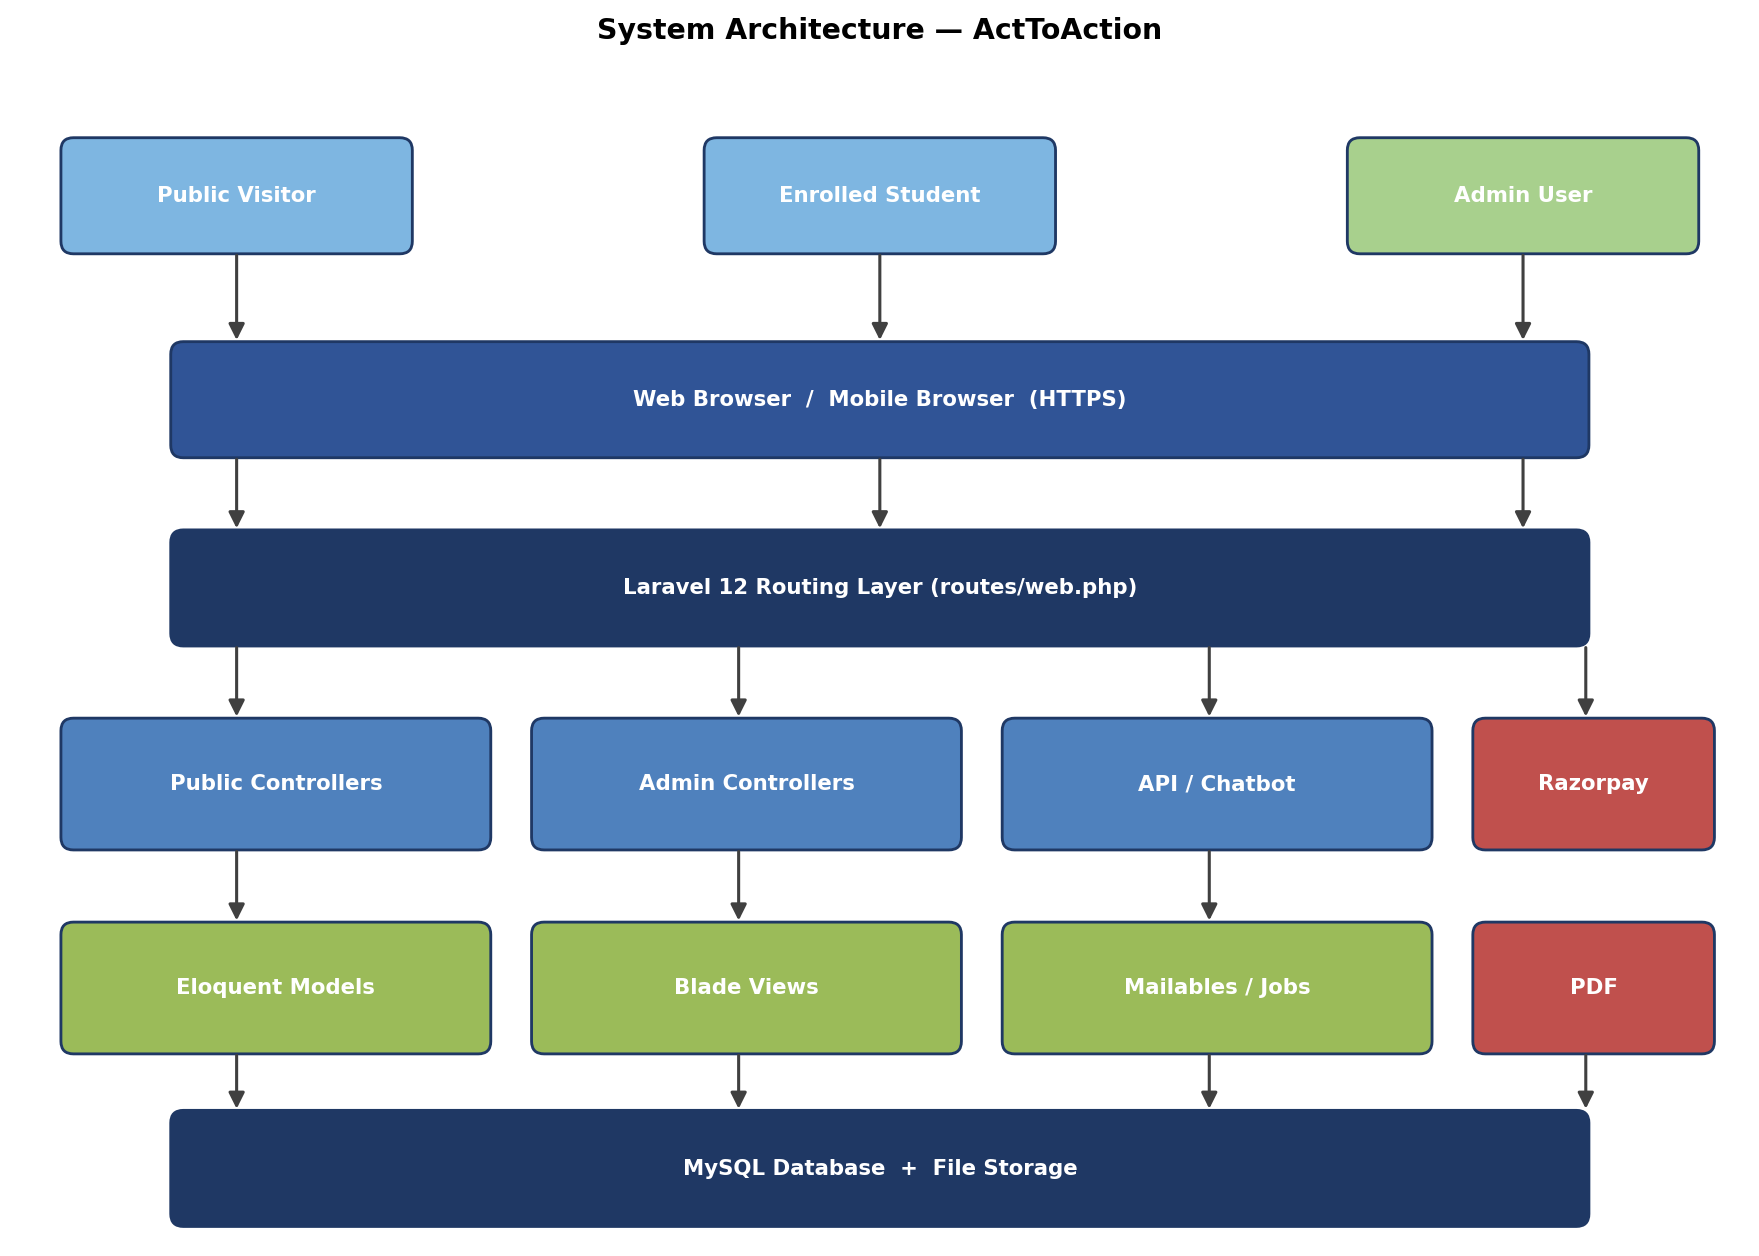 System Architecture — ActToAction
Public Visitor
Enrolled Student
Admin User
Web Browser / Mobile Browser (HTTPS)
Laravel 12 Routing Layer (routes/web.php)
Public Controllers
Admin Controllers
API / Chatbot
Razorpay
Eloquent Models
Blade Views
Mailables / Jobs
PDF
MySQL Database + File Storage